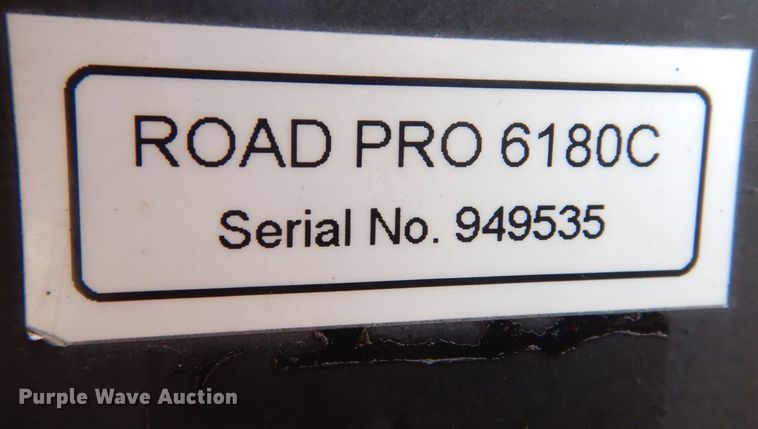 ROAD PRO 6180C
Serial No. 949535
Purple Wave Auction